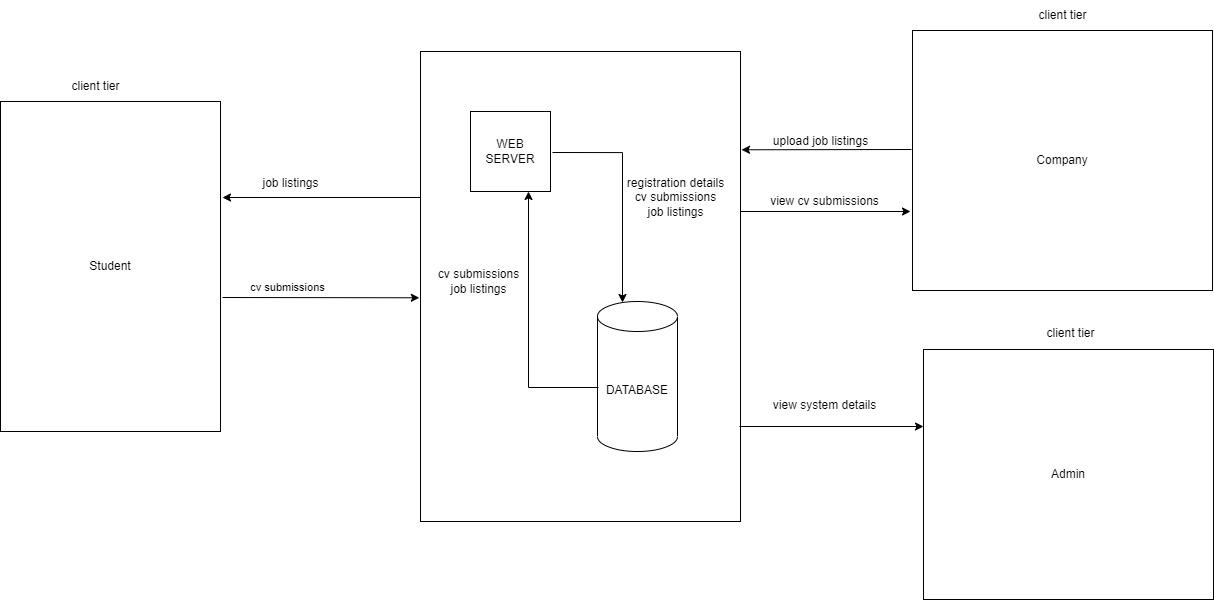 client tier
client tier
WEB
SERVER
upload job listings
Company
job listings
registration details
cv submissions
job listings
view cv submissions
Student
cv submissions
job listings
cv submissions
client tier
DATABASE
view system details
Admin